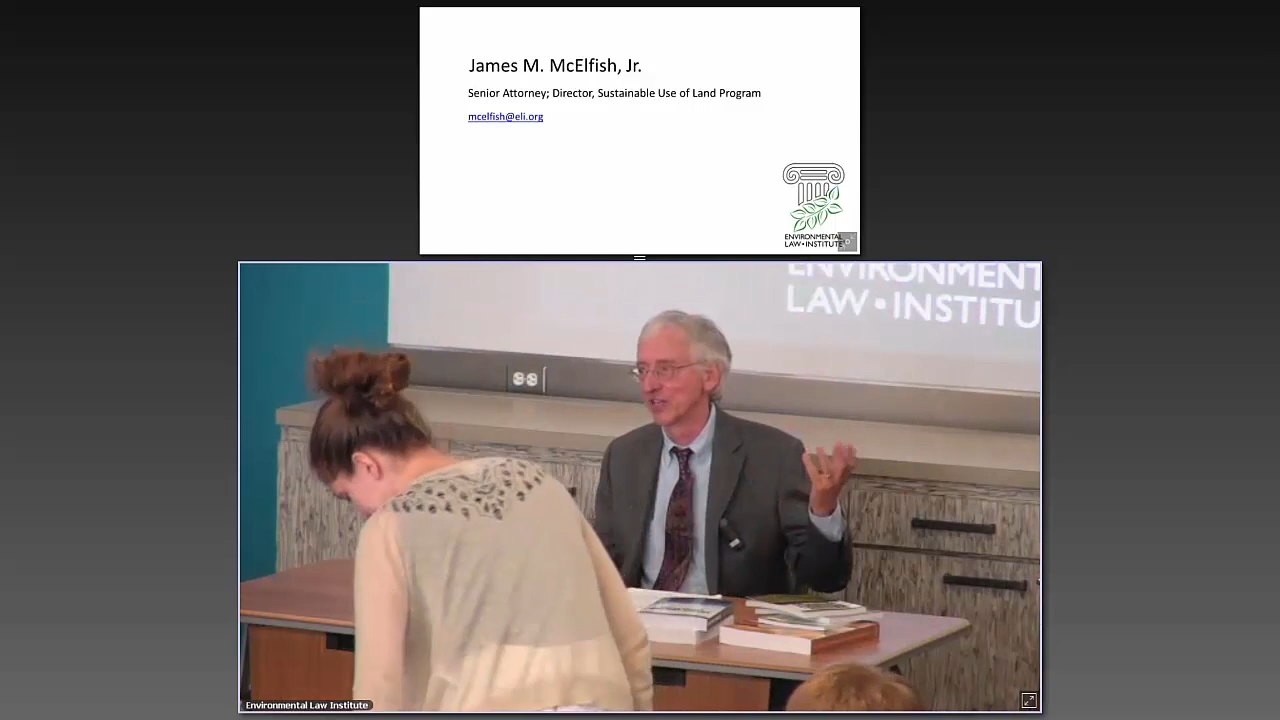 James M. McElfish, Jr.
Senior Attorney; Director, Sustainable Use of Land Program
mcelfish@eli.org
ENVIRONMENTAL
LAW•INSTITUTE
ENVIRONMENT
LAW•INSTITU
Environmental Law Institute